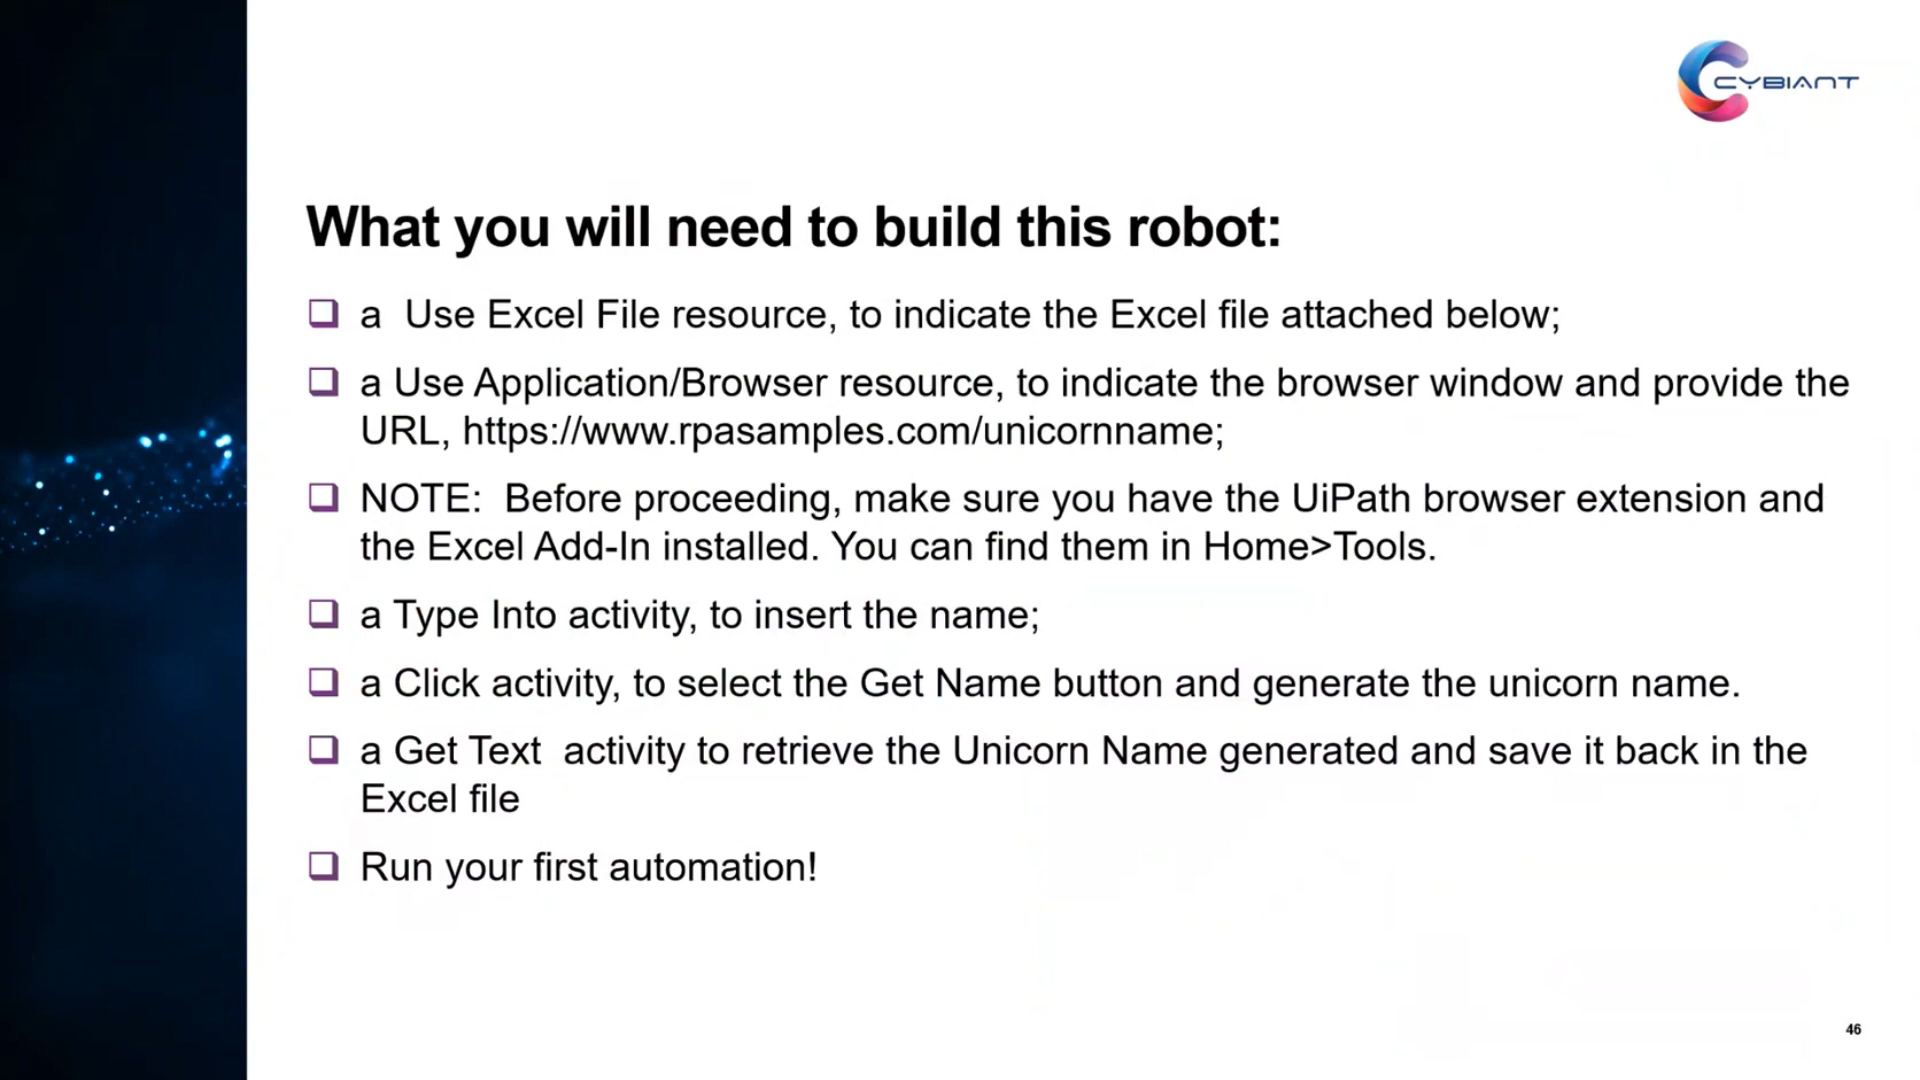 CYBIANT
What you will need to build this robot:
a  Use Excel File resource, to indicate the Excel file attached below;
a Use Application/Browser resource, to indicate the browser window and provide the
URL, https://www.rpasamples.com/unicornname;
NOTE:  Before proceeding, make sure you have the UiPath browser extension and
the Excel Add-In installed. You can find them in Home>Tools.
a Type Into activity, to insert the name;
a Click activity, to select the Get Name button and generate the unicorn name.
a Get Text  activity to retrieve the Unicorn Name generated and save it back in the
Excel file
Run your first automation!
46